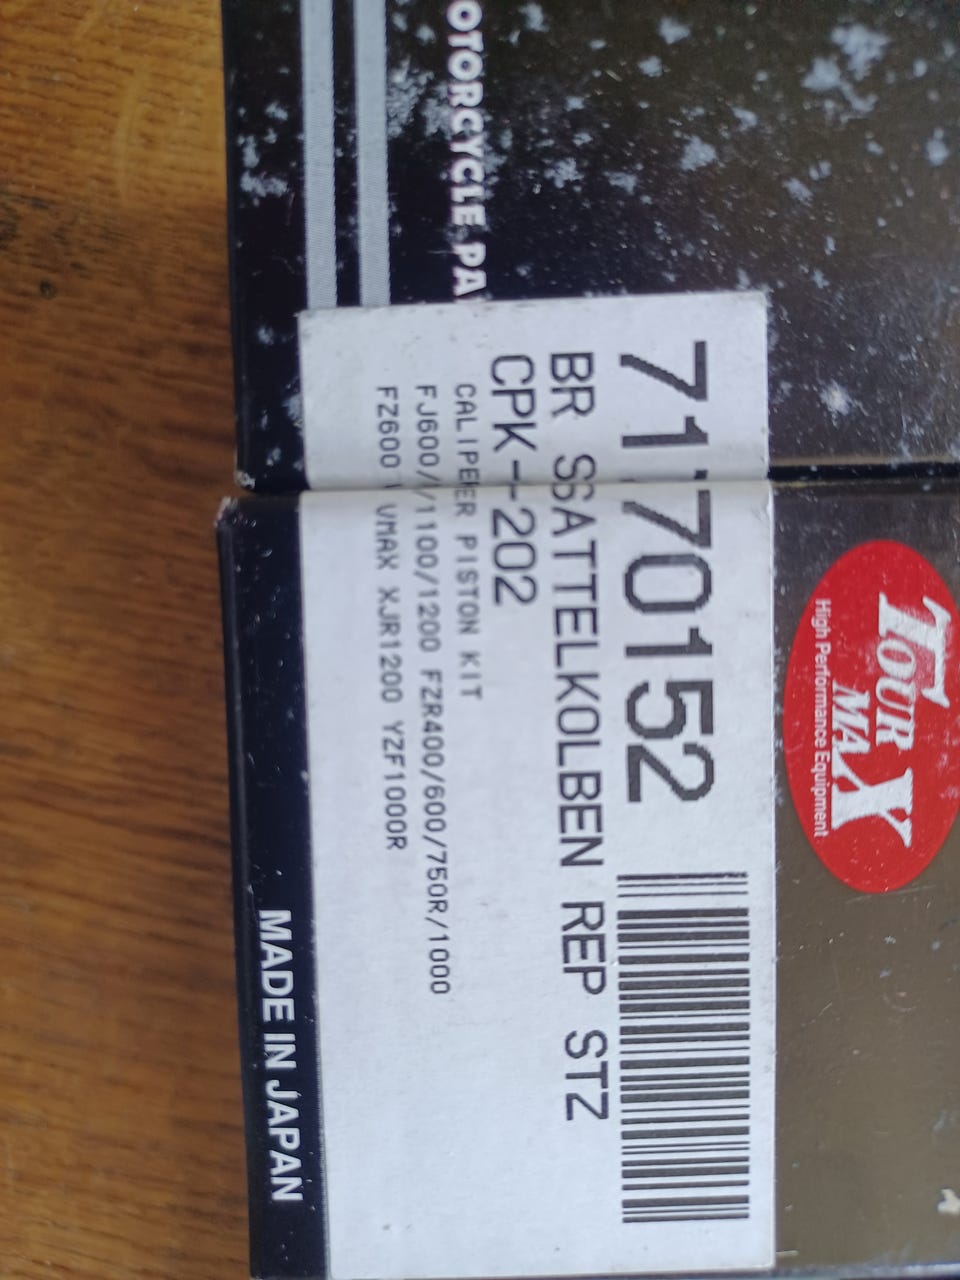 OTORCYCLE PA
7170152
BR SATTELKOLBEN REP STZ
CPK-202
CALIPER PISTON KIT
FJ600/1100/1200 FZR400/600/750R/1000
FZ600 VMAX XJR1200 YZF1000R
TOUR
MAX
High Performance Equipment
MADE IN JAPAN